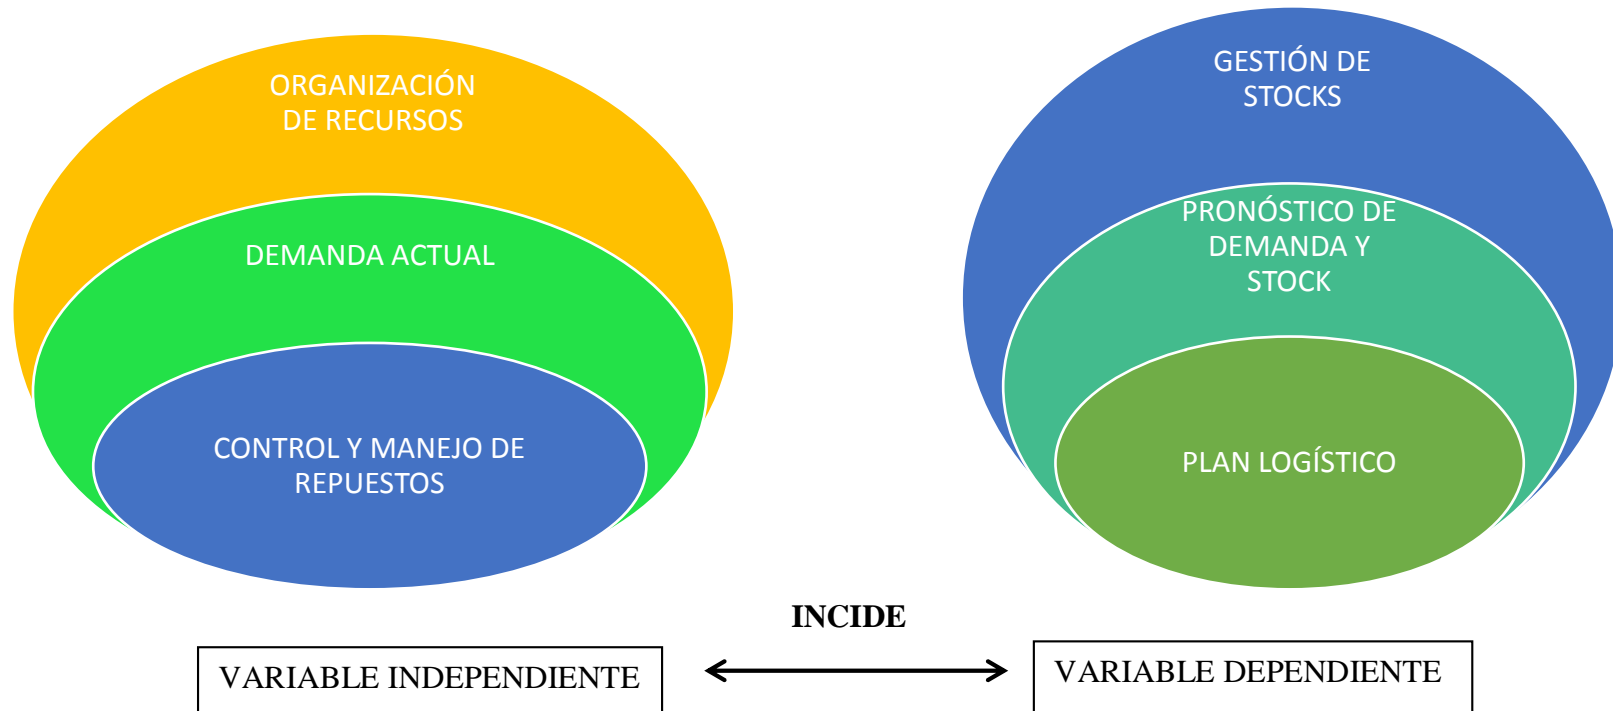 ORGANIZACIÓN
DE RECURSOS
DEMANDA ACTUAL
CONTROL Y MANEJO DE
REPUESTOS
GESTIÓN DE
STOCKS
PRONÓSTICO DE
DEMANDA Y
STOCK
PLAN LOGÍSTICO
INCIDE
VARIABLE INDEPENDIENTE
VARIABLE DEPENDIENTE